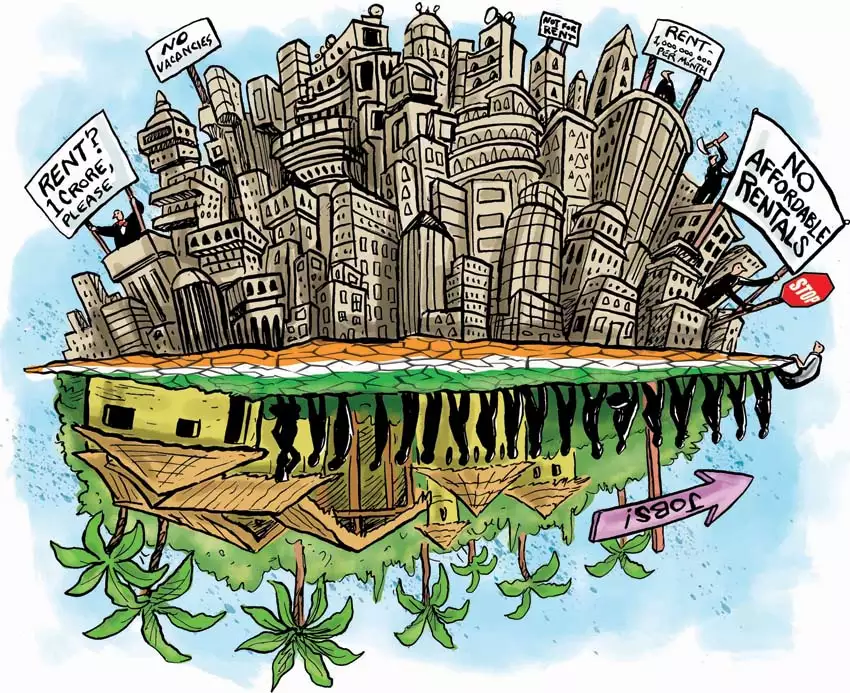 NO
VACANCIES
NOT FOR
RENT
RENT-
1,000,000,000
PER MONTH
RENT?
1 CRORE,
PLEASE
NO
AFFORDABLE
RENTALS
STOP
JOBS!